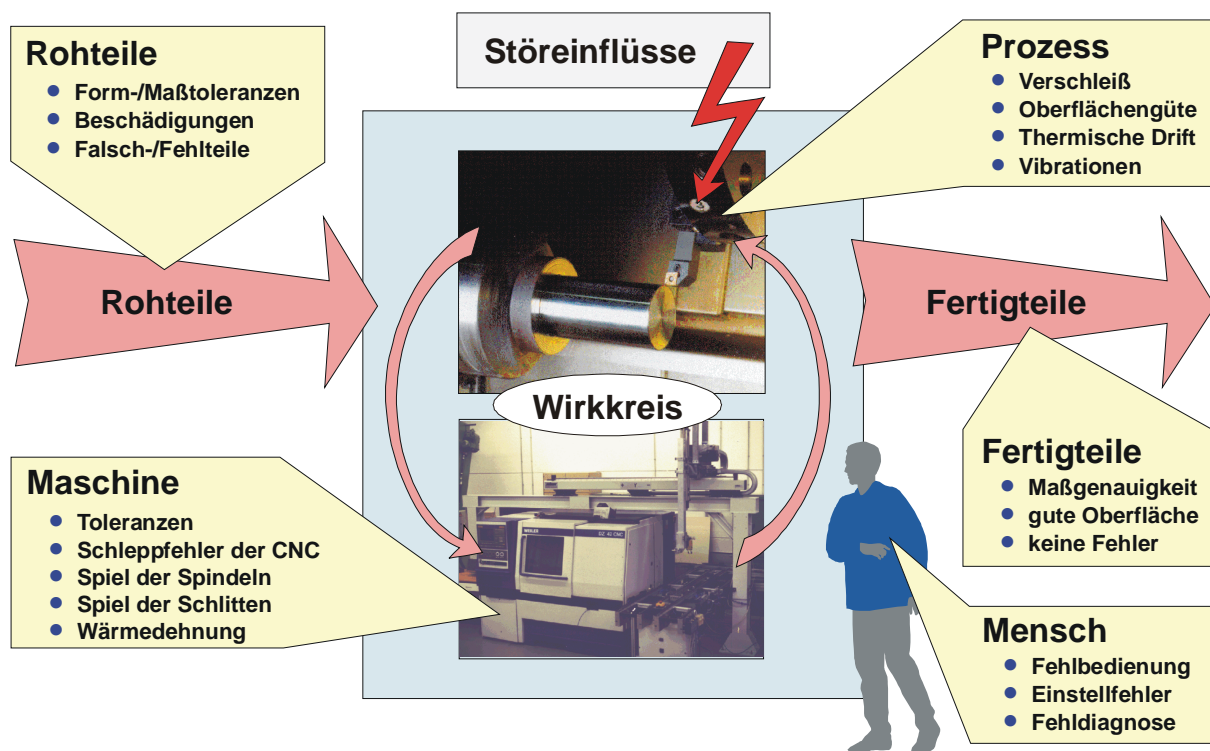 Rohteile
Form-/Maßtoleranzen
Beschädigungen
Falsch-/Fehlteile
Störeinflüsse
Prozess
Verschleiß
Oberflächengüte
Thermische Drift
Vibrationen
Rohteile
Fertigteile
Wirkkreis
Maschine
Toleranzen
Schleppfehler der CNC
Spiel der Spindeln
Spiel der Schlitten
Wärmedehnung
Fertigteile
Maßgenauigkeit
gute Oberfläche
keine Fehler
Mensch
Fehlbedienung
Einstellfehler
Fehldiagnose